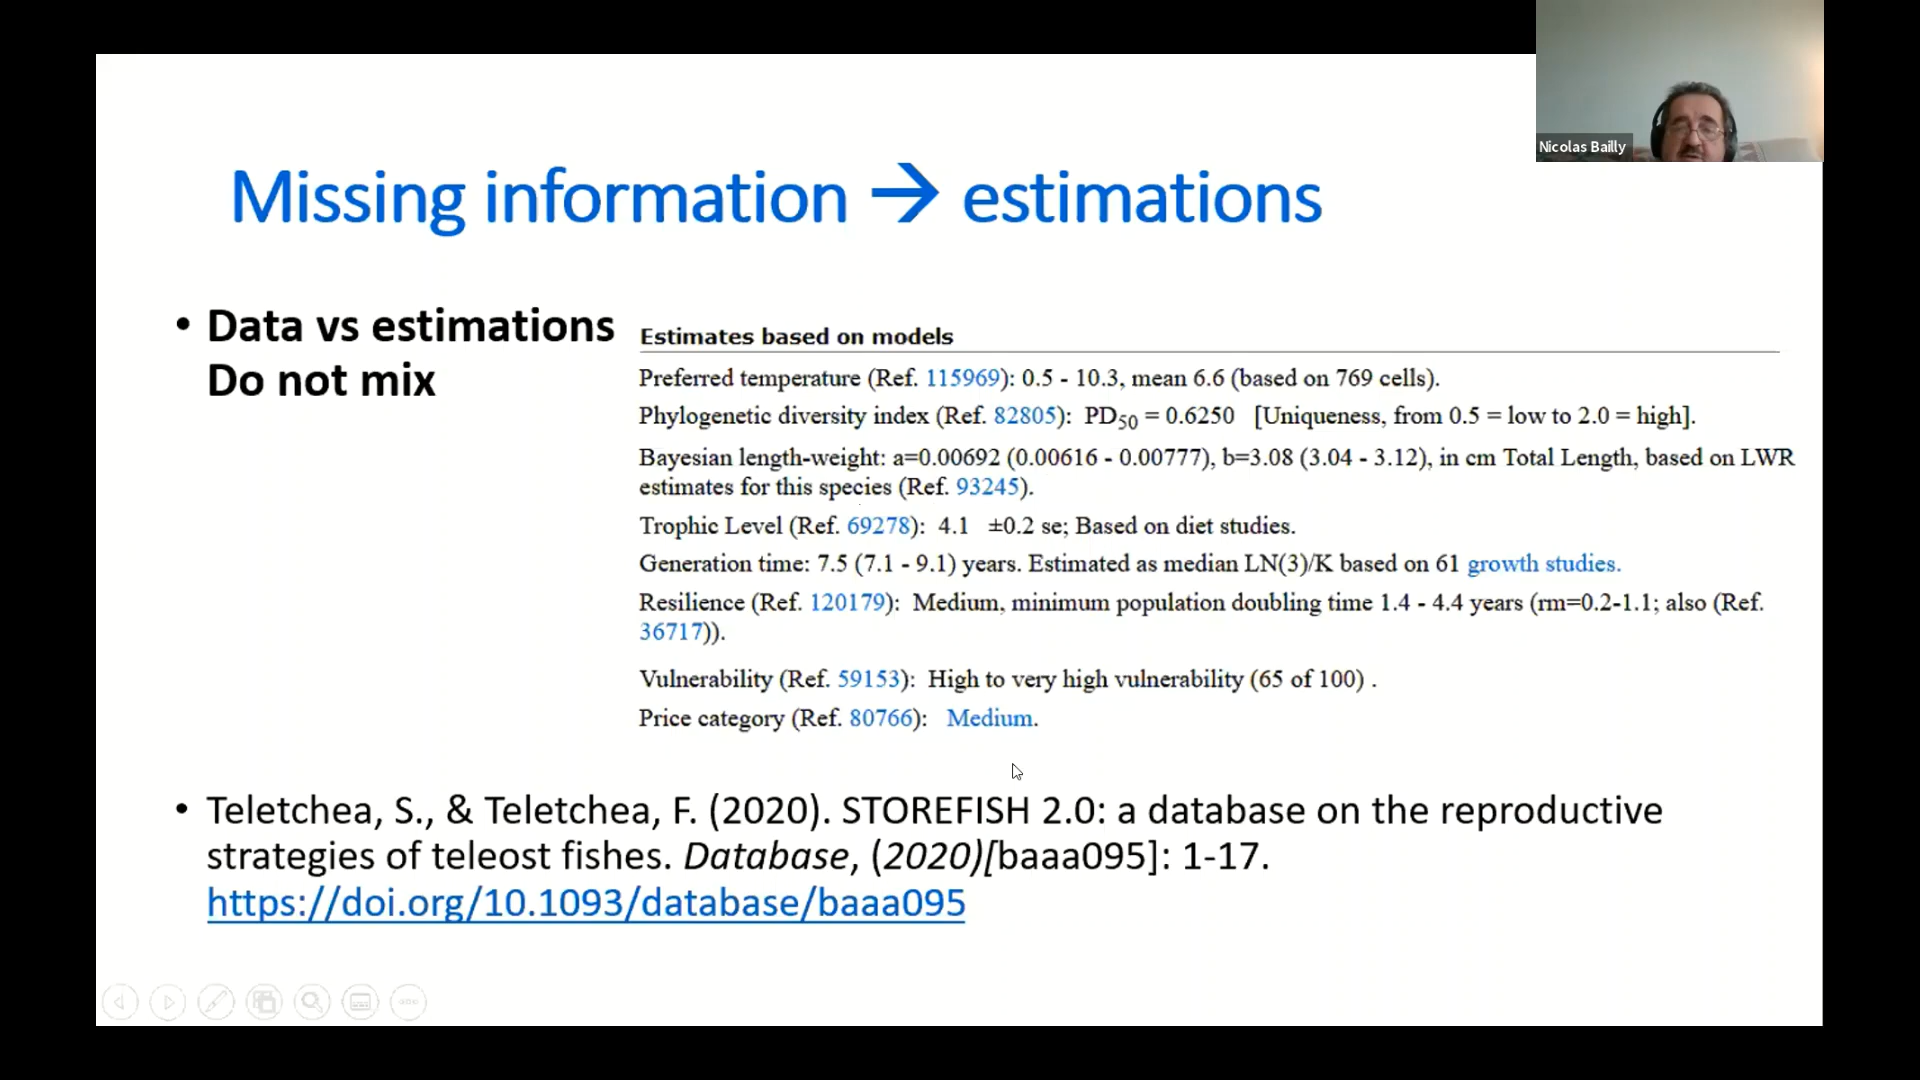 Nicolas Bailly
Missing information → estimations
• Data vs estimations
Do not mix
Estimates based on models
Preferred temperature (Ref. 115969): 0.5 - 10.3, mean 6.6 (based on 769 cells).
Phylogenetic diversity index (Ref. 82805): PD50 = 0.6250 [Uniqueness, from 0.5 = low to 2.0 = high].
Bayesian length-weight: a=0.00692 (0.00616 - 0.00777), b=3.08 (3.04 - 3.12), in cm Total Length, based on LWR
estimates for this species (Ref. 93245).
Trophic Level (Ref. 69278): 4.1 ±0.2 se; Based on diet studies.
Generation time: 7.5 (7.1 - 9.1) years. Estimated as median LN(3)/K based on 61 growth studies.
Resilience (Ref. 120179): Medium, minimum population doubling time 1.4 - 4.4 years (rm=0.2-1.1; also (Ref.
36717)).
Vulnerability (Ref. 59153): High to very high vulnerability (65 of 100) .
Price category (Ref. 80766): Medium.
• Teletchea, S., & Teletchea, F. (2020). STOREFISH 2.0: a database on the reproductive
strategies of teleost fishes. Database, (2020)[baaa095]: 1-17.
https://doi.org/10.1093/database/baaa095